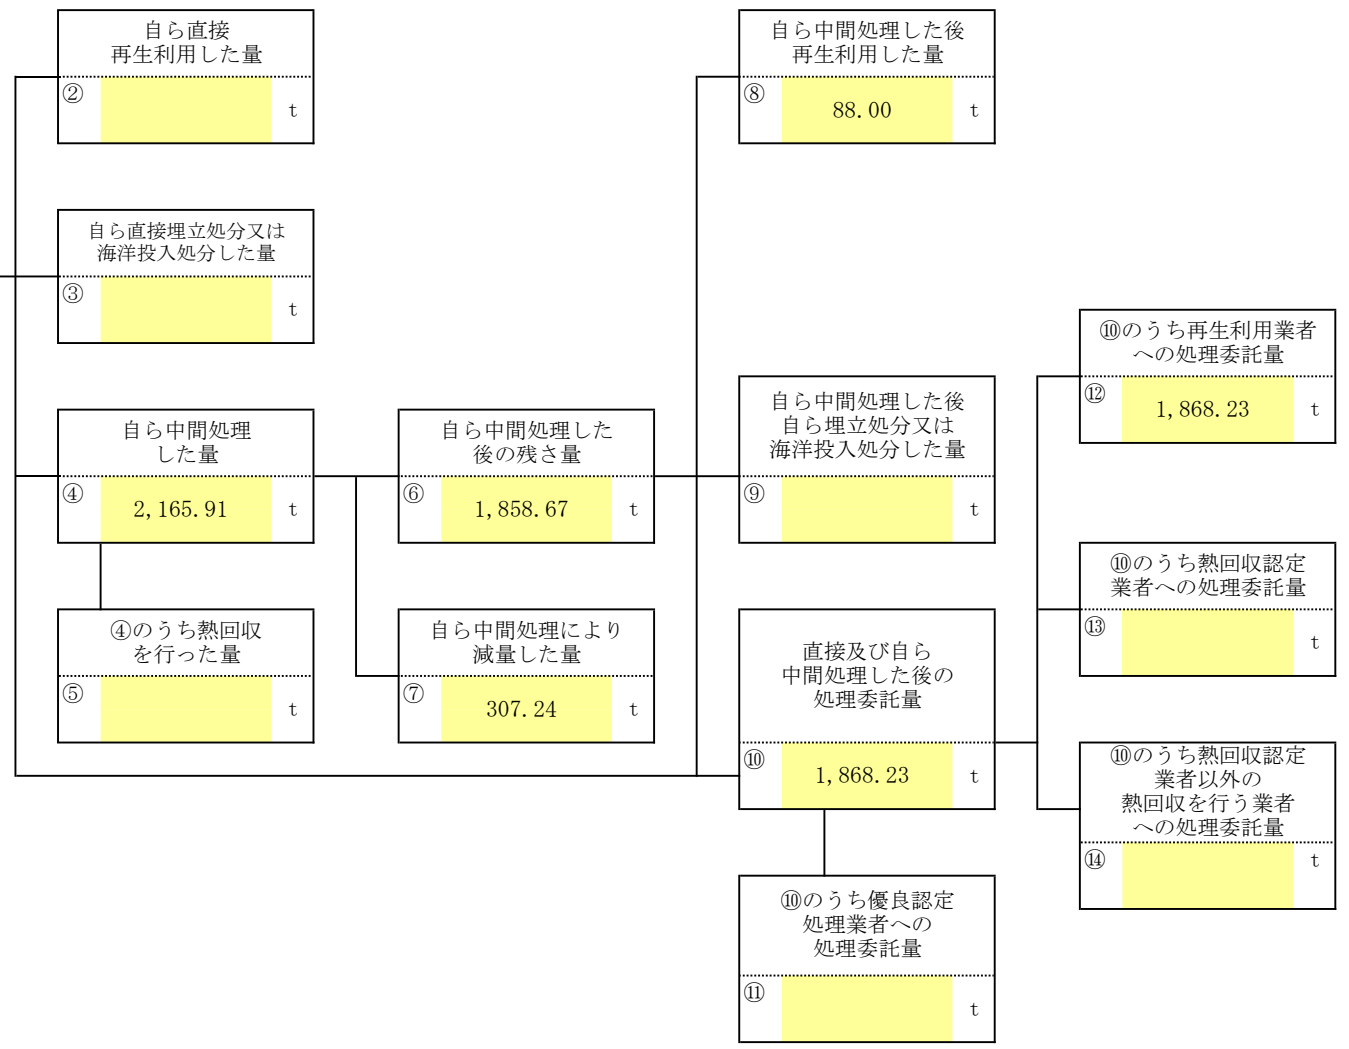 自ら直接
再生利用した量
②
t
自ら中間処理した後
再生利用した量
⑧
88.00
t
自ら直接埋立処分又は
海洋投入処分した量
③
t
⑩のうち再生利用業者
への処理委託量
⑫
1,868.23
t
自ら中間処理
した量
④
2,165.91
t
自ら中間処理した
後の残さ量
⑥
1,858.67
t
自ら中間処理した後
自ら埋立処分又は
海洋投入処分した量
⑨
t
⑩のうち熱回収認定
業者への処理委託量
⑬
t
④のうち熱回収
を行った量
⑤
t
自ら中間処理により
減量した量
⑦
307.24
t
直接及び自ら
中間処理した後の
処理委託量
⑩
1,868.23
t
⑩のうち熱回収認定
業者以外の
熱回収を行う業者
への処理委託量
⑭
t
⑩のうち優良認定
処理業者への
処理委託量
⑪
t